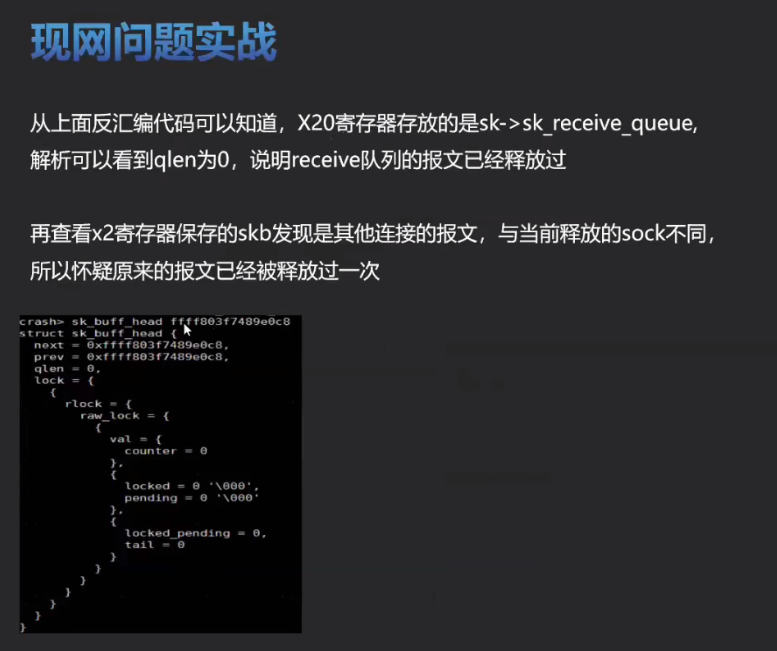 现网问题实战
从上面反汇编代码可以知道，X20寄存器存放的是sk->sk_receive_queue,
解析可以看到qlen为0，说明receive队列的报文已经释放过
再查看x2寄存器保存的skb发现是其他连接的报文，与当前释放的sock不同，
所以怀疑原来的报文已经被释放过一次
crash> sk_buff_head ffff803f7489e0c8
struct sk_buff_head {
  next = 0xffff803f7489e0c8,
  prev = 0xffff803f7489e0c8,
  qlen = 0,
  lock = {
    {
      rlock = {
        raw_lock = {
          {
            val = {
              counter = 0
            },
            {
              locked = 0 '\000',
              pending = 0 '\000'
            },
            {
              locked_pending = 0,
              tail = 0
            }
          }
        }
      }
    }
  }
}